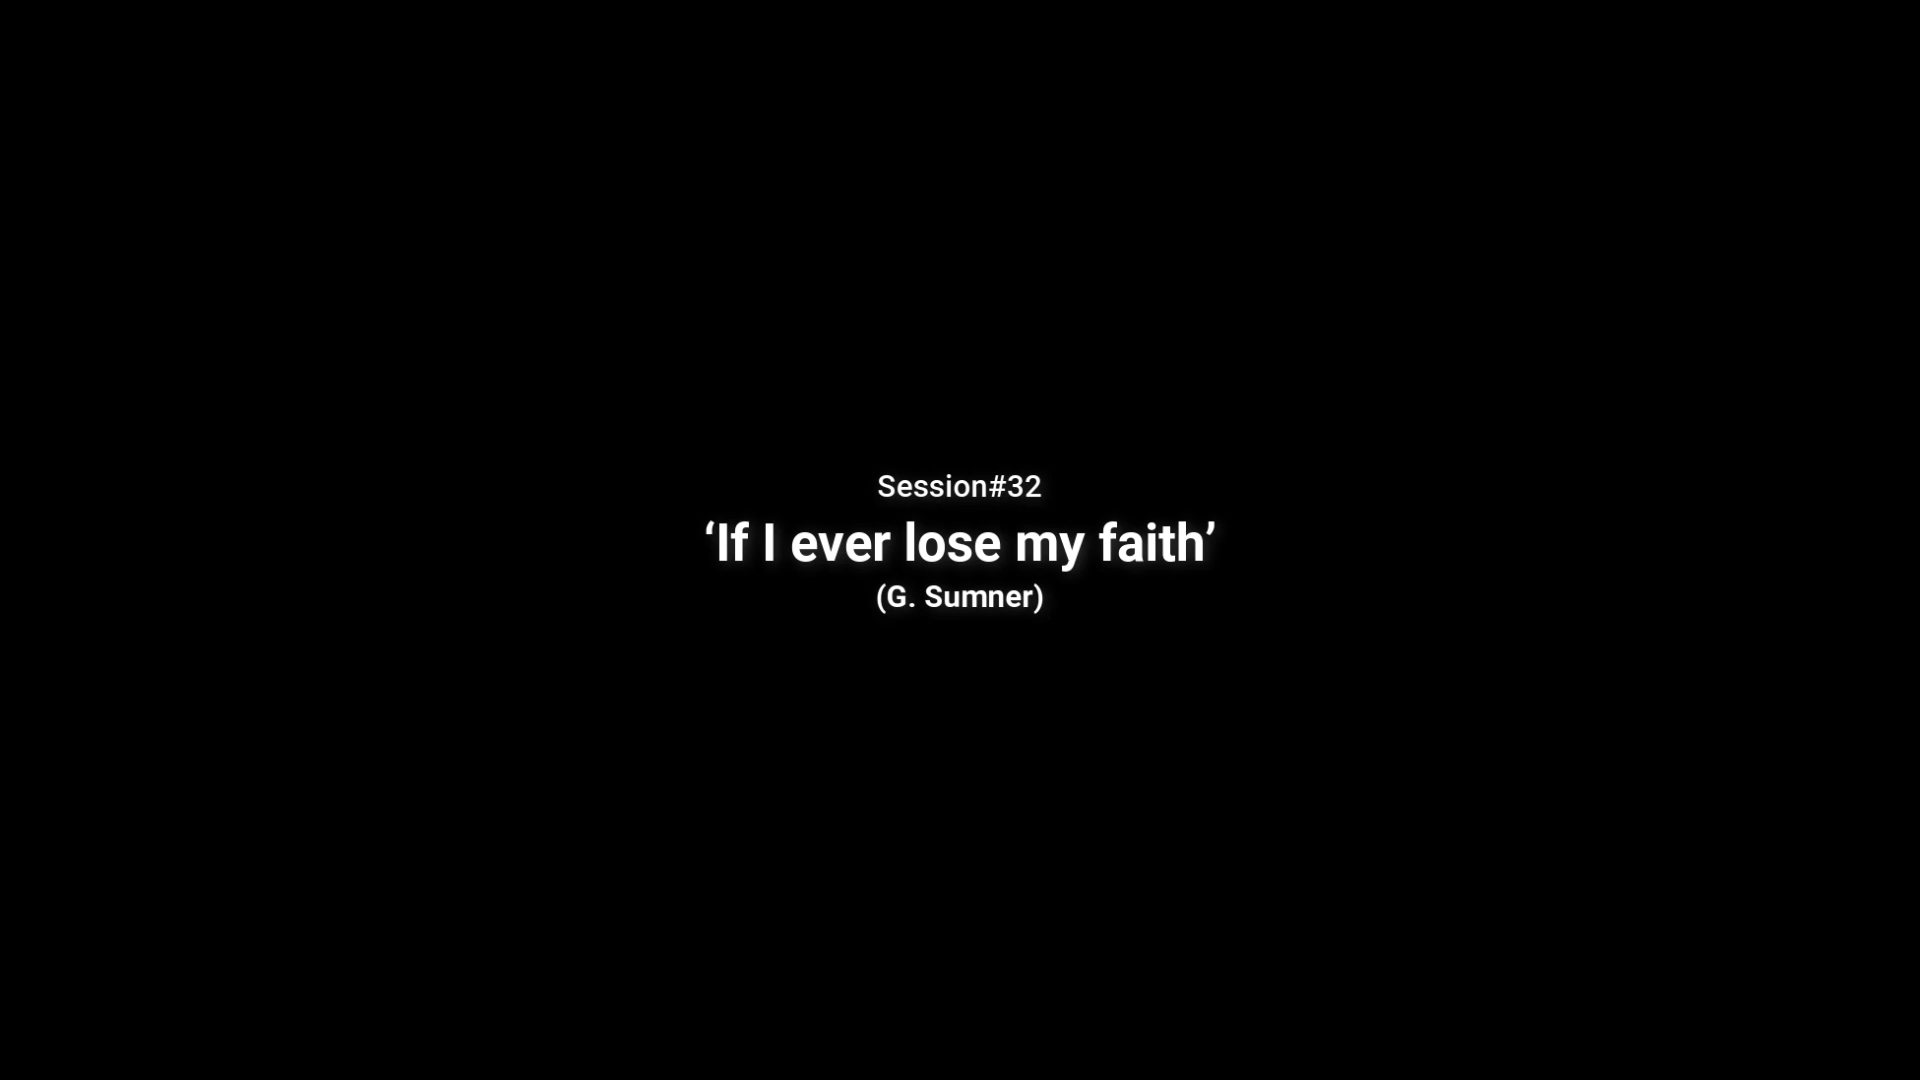 Session#32
‘If I ever lose my faith’
(G. Sumner)